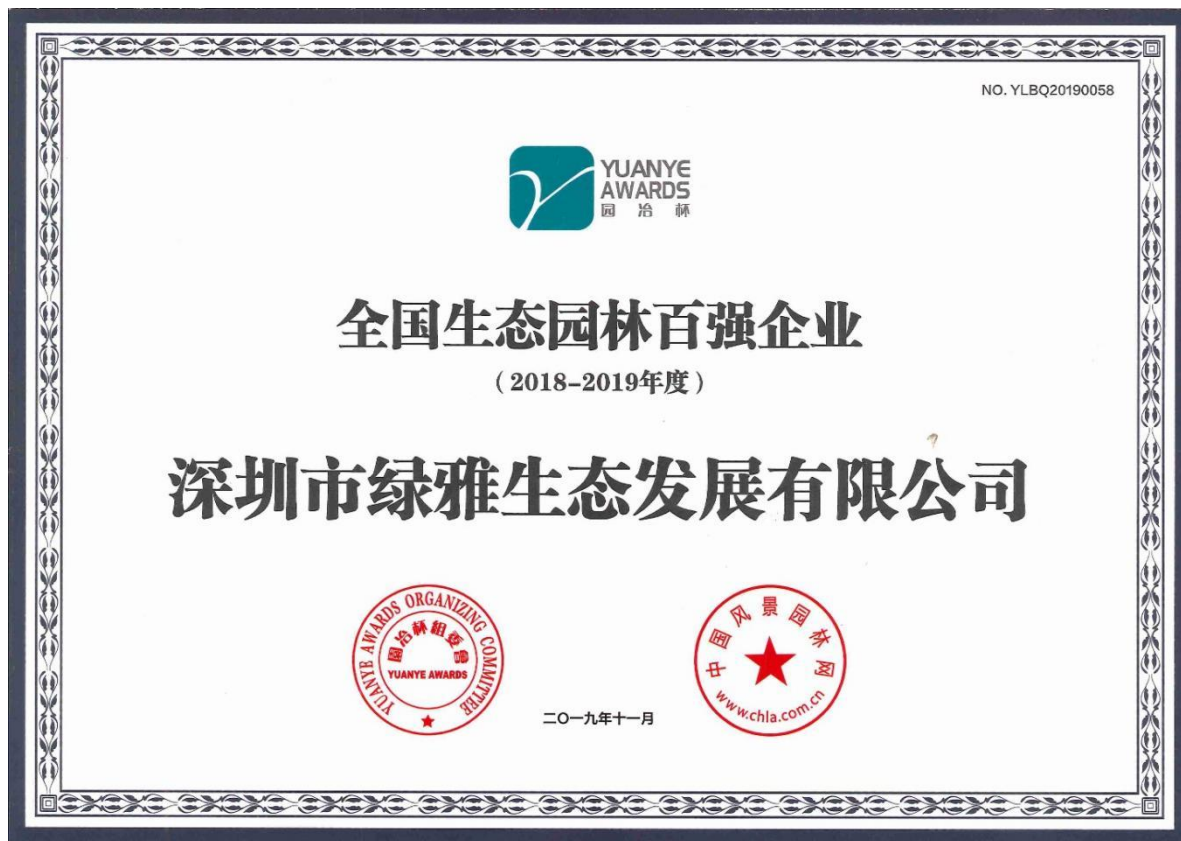 NO. YLBQ20190058
YUANYE
AWARDS
园冶杯
全国生态园林百强企业
（2018-2019年度）
深圳市绿雅生态发展有限公司
YUANYE AWARDS ORGANIZING COMMITTEE
園冶杯組委會
YUANYE AWARDS
中国风景园林网
www.chla.com.cn
二〇一九年十一月